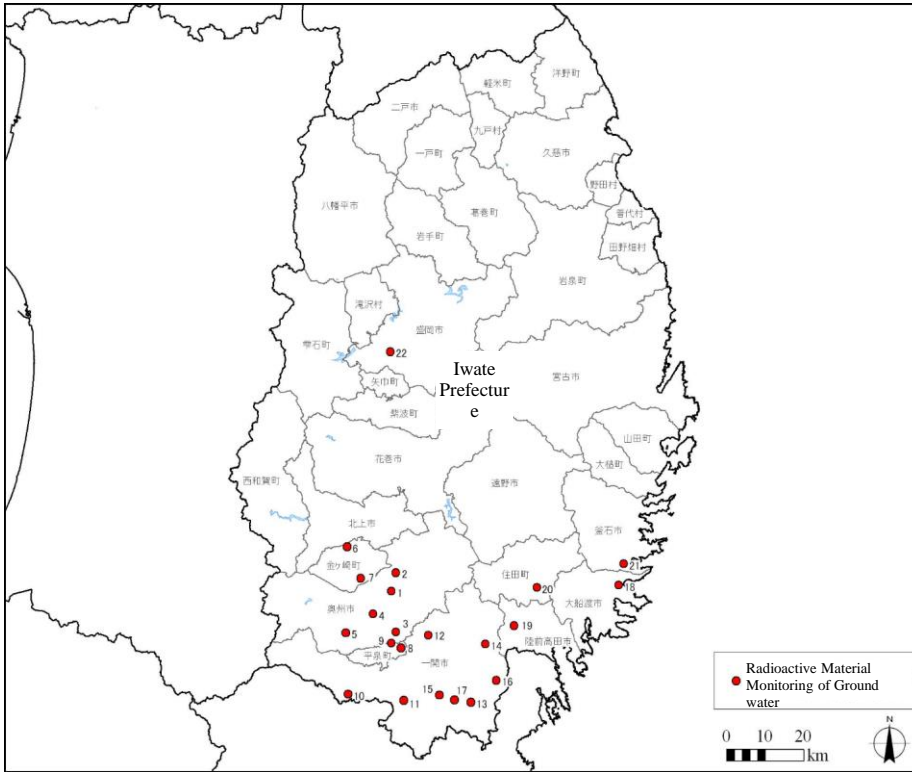 洋野町
軽米町
二戸市
九戸村
一戸町
久慈市
野田村
八幡平市
葛巻町
普代村
岩手町
田野畑村
岩泉町
滝沢村
盛岡市
雫石町
22
Iwate
Prefectur
e
宮古市
矢巾町
紫波町
山田町
花巻市
大槌町
西和賀町
遠野市
北上市
釜石市
6
21
金ヶ崎町
2
住田町
7
18
20
1
大船渡市
奥州市
4
19
3
12
5
陸前高田市
9
14
8
平泉町
一関市
16
10
15
17
11
13
Radioactive Material
Monitoring of Ground
water
N
0 10 20
km